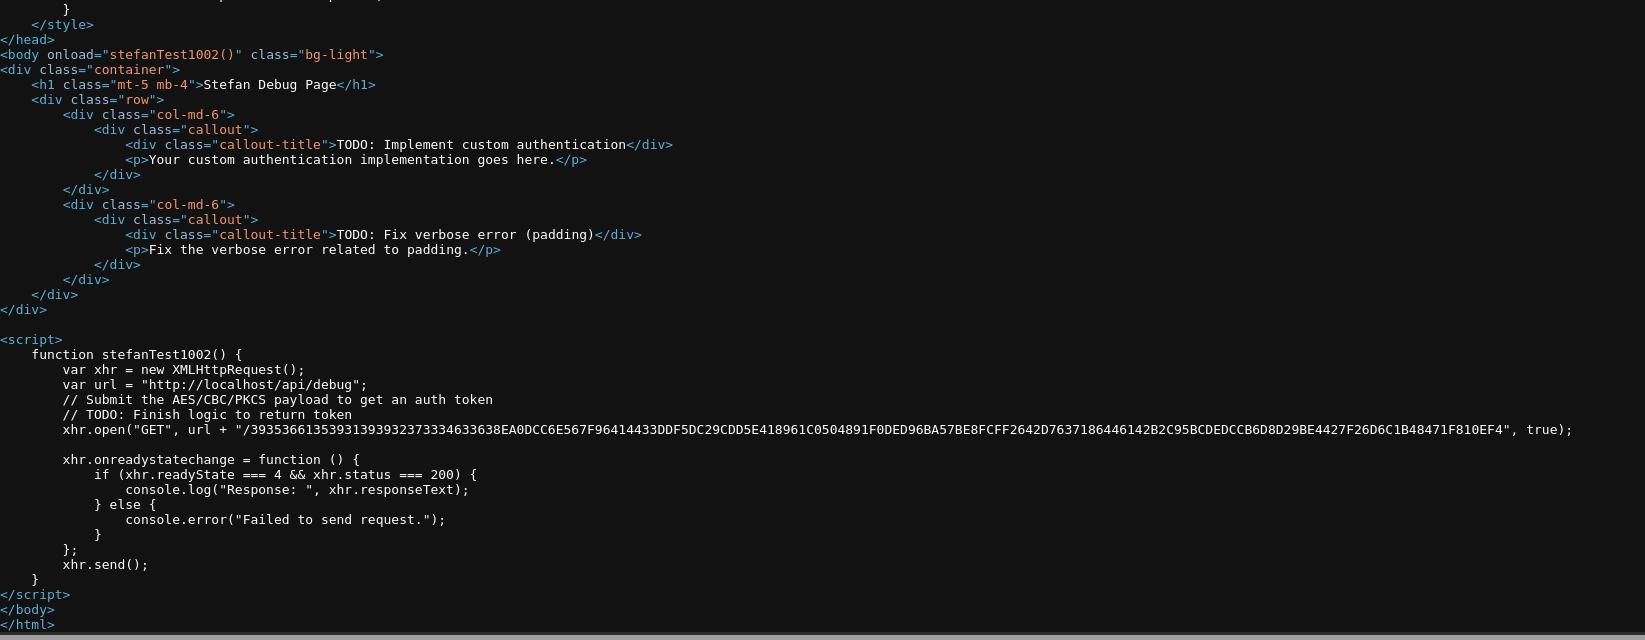 }
    </style>
</head>
<body onload="stefanTest1002()" class="bg-light">
<div class="container">
    <h1 class="mt-5 mb-4">Stefan Debug Page</h1>
    <div class="row">
        <div class="col-md-6">
            <div class="callout">
                <div class="callout-title">TODO: Implement custom authentication</div>
                <p>Your custom authentication implementation goes here.</p>
            </div>
        </div>
        <div class="col-md-6">
            <div class="callout">
                <div class="callout-title">TODO: Fix verbose error (padding)</div>
                <p>Fix the verbose error related to padding.</p>
            </div>
        </div>
    </div>
</div>

<script>
    function stefanTest1002() {
        var xhr = new XMLHttpRequest();
        var url = "http://localhost/api/debug";
        // Submit the AES/CBC/PKCS payload to get an auth token
        // TODO: Finish logic to return token
        xhr.open("GET", url + "/39353661353931393932373334633638EA0DCC6E567F96414433DDF5DC29CDD5E418961C0504891F0DED96BA57BE8FCFF2642D7637186446142B2C95BCDEDCCB6D8D29BE4427F26D6C1B48471F810EF4", true);

        xhr.onreadystatechange = function () {
            if (xhr.readyState === 4 && xhr.status === 200) {
                console.log("Response: ", xhr.responseText);
            } else {
                console.error("Failed to send request.");
            }
        };
        xhr.send();
    }
</script>
</body>
</html>